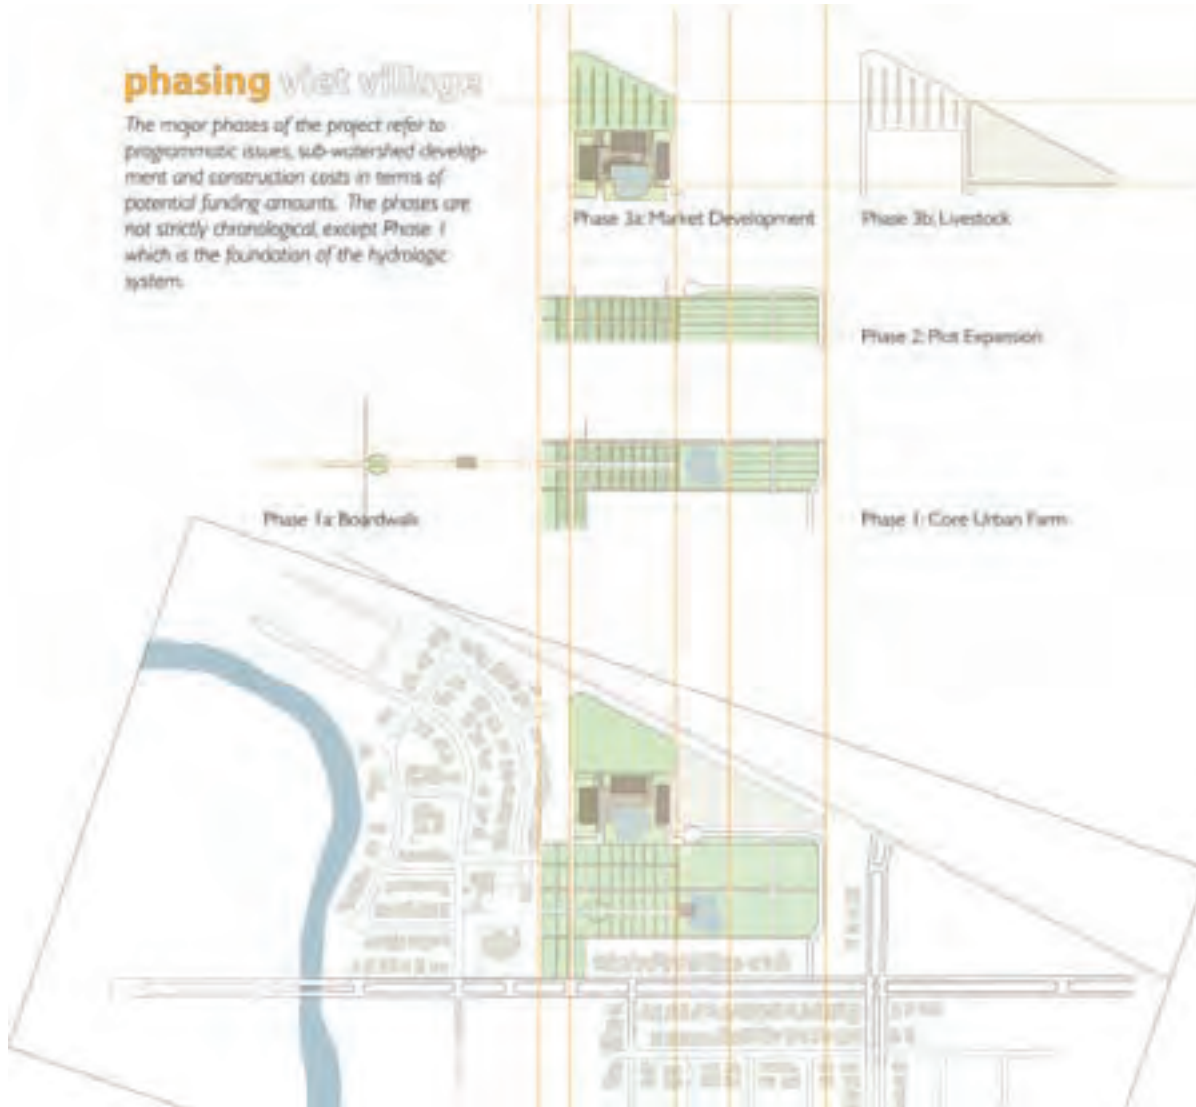 phasing viet village
The major phases of the project refer to
programmatic issues, sub-watershed develop-
ment and construction costs in terms of
potential funding amounts. The phases are
not strictly chronological, except Phase 1
which is the foundation of the hydrologic
system.
Phase 3a: Market Development
Phase 3b: Livestock
Phase 2: Plot Expansion
Phase 1a: Boardwalk
Phase 1: Core Urban Farm